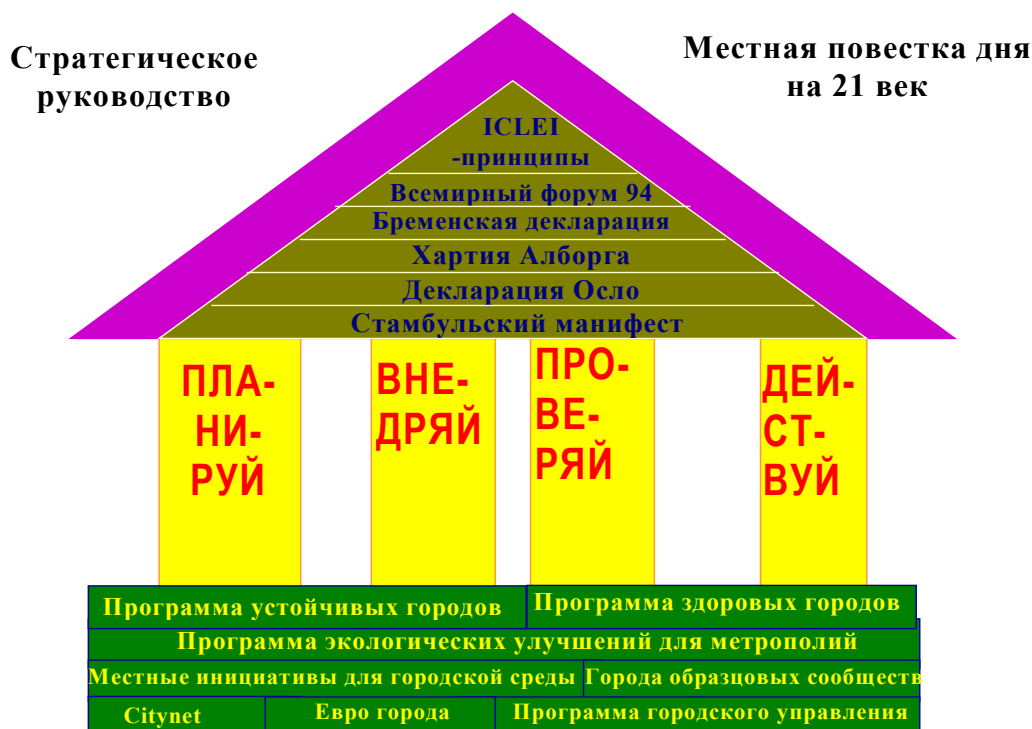 Стратегическое
руководство
Местная повестка дня
на 21 век
ICLEI
-принципы
Всемирный форум 94
Бременская декларация
Хартия Алборга
Декларация Осло
Стамбульский манифест
ПЛА-
НИ-
РУЙ
ВНЕ-
ДРЯЙ
ПРО-
ВЕ-
РЯЙ
ДЕЙ-
СТ-
ВУЙ
Программа устойчивых городов
Программа здоровых городов
Программа экологических улучшений для метрополий
Местные инициативы для городской среды
Города образцовых сообществ
Citynet
Евро города
Программа городского управления